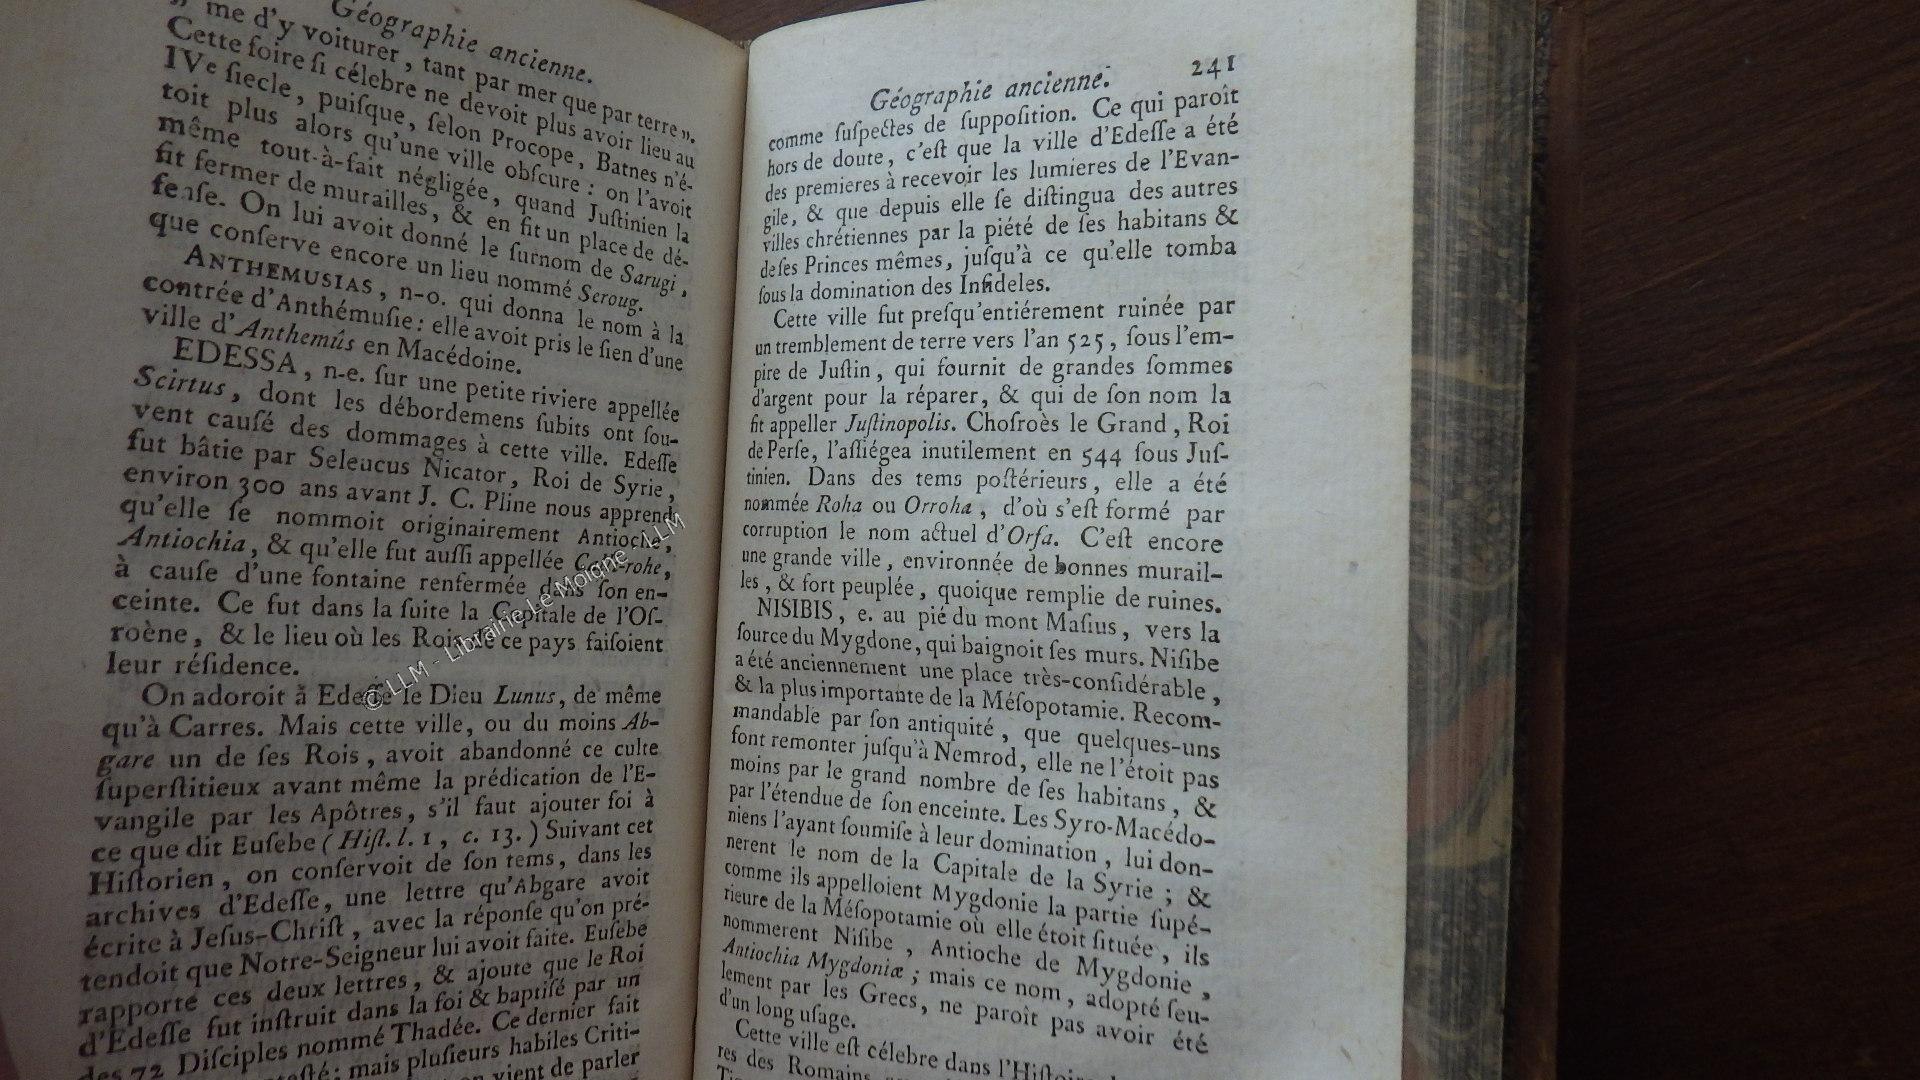 Géographie ancienne.
„ me d'y voiturer, tant par mer que par terre ».
Cette foire ſi célebre ne devoit plus avoir lieu au
IVe ſiecle, puiſque, ſelon Procope, Batnes n'é-
toit plus alors qu'une ville obſcure : on l'avoit
même tout-à-fait négligée, quand Juſtinien la
fit fermer de murailles, & en fit un place de dé-
fenſe. On lui avoit donné le ſurnom de Sarugi,
que conſerve encore un lieu nommé Seroug.
ANTHEMUSIAS, n-o. qui donna le nom à la
contrée d'Anthémuſie : elle avoit pris le ſien d'une
ville d'Anthemûs en Macédoine.
EDESSA, n-e. ſur une petite riviere appellée
Scirtus, dont les débordemens ſubits ont ſou-
vent cauſé des dommages à cette ville. Edeſſe
fut bâtie par Seleucus Nicator, Roi de Syrie,
environ 300 ans avant J. C. Pline nous apprend
qu'elle ſe nommoit originairement Antioche,
Antiochia, & qu'elle fut auſſi appellée Calli-rohe,
à cauſe d'une fontaine renfermée dans ſon en-
ceinte. Ce fut dans la ſuite la Capitale de l'Oſ-
roène, & le lieu où les Rois de ce pays faiſoient
leur réſidence.
On adoroit à Edeſſe le Dieu Lunus, de même
qu'à Carres. Mais cette ville, ou du moins Ab-
gare un de ſes Rois, avoit abandonné ce culte
ſuperſtitieux avant même la prédication de l'E-
vangile par les Apôtres, s'il faut ajouter foi à
ce que dit Euſebe (Hiſt. l. 1, c. 13.) Suivant cet
Hiſtorien, on conſervoit de ſon tems, dans les
archives d'Edeſſe, une lettre qu'Abgare avoit
écrite à Jeſus-Chriſt, avec la réponſe qu'on pré-
tendoit que Notre-Seigneur lui avoit faite. Euſebe
rapporte ces deux lettres, & ajoute que le Roi
d'Edeſſe fut inſtruit dans la foi & baptiſé par un
des 72 Diſciples nommé Thadée. Ce dernier fait
mais pluſieurs habiles Criti-
vient de parler
© LLM - Librairie Le Moigne - LLM
Géographie ancienne. 241
comme ſuſpectes de ſuppoſition. Ce qui paroît
hors de doute, c'eſt que la ville d'Edeſſe a été
des premieres à recevoir les lumieres de l'Evan-
gile, & que depuis elle ſe diſtingua des autres
villes chrétiennes par la piété de ſes habitans &
de ſes Princes mêmes, juſqu'à ce qu'elle tomba
ſous la domination des Infideles.
Cette ville fut preſqu'entiérement ruinée par
un tremblement de terre vers l'an 525, ſous l'em-
pire de Juſtin, qui fournit de grandes ſommes
d'argent pour la réparer, & qui de ſon nom la
fit appeller Juſtinopolis. Choſroès le Grand, Roi
de Perſe, l'aſſiégea inutilement en 544 ſous Juſ-
tinien. Dans des tems poſtérieurs, elle a été
nommée Roha ou Orroha, d'où s'eſt formé par
corruption le nom actuel d'Orfa. C'eſt encore
une grande ville, environnée de bonnes murail-
les, & fort peuplée, quoique remplie de ruines.
NISIBIS, e. au pié du mont Maſius, vers la
ſource du Mygdone, qui baignoit ſes murs. Niſibe
a été anciennement une place très-conſidérable,
& la plus importante de la Méſopotamie. Recom-
mandable par ſon antiquité, que quelques-uns
font remonter juſqu'à Nemrod, elle ne l'étoit pas
moins par le grand nombre de ſes habitans, &
par l'étendue de ſon enceinte. Les Syro-Macédo-
niens l'ayant ſoumiſe à leur domination, lui don-
nerent le nom de la Capitale de la Syrie ; &
comme ils appelloient Mygdonie la partie ſupé-
rieure de la Méſopotamie où elle étoit ſituée, ils
nommerent Niſibe, Antioche de Mygdonie,
Antiochia Mygdoniæ ; mais ce nom, adopté ſeu-
lement par les Grecs, ne paroît pas avoir été
d'un long uſage.
Cette ville eſt célebre dans l'Hiſtoire
res des Romains